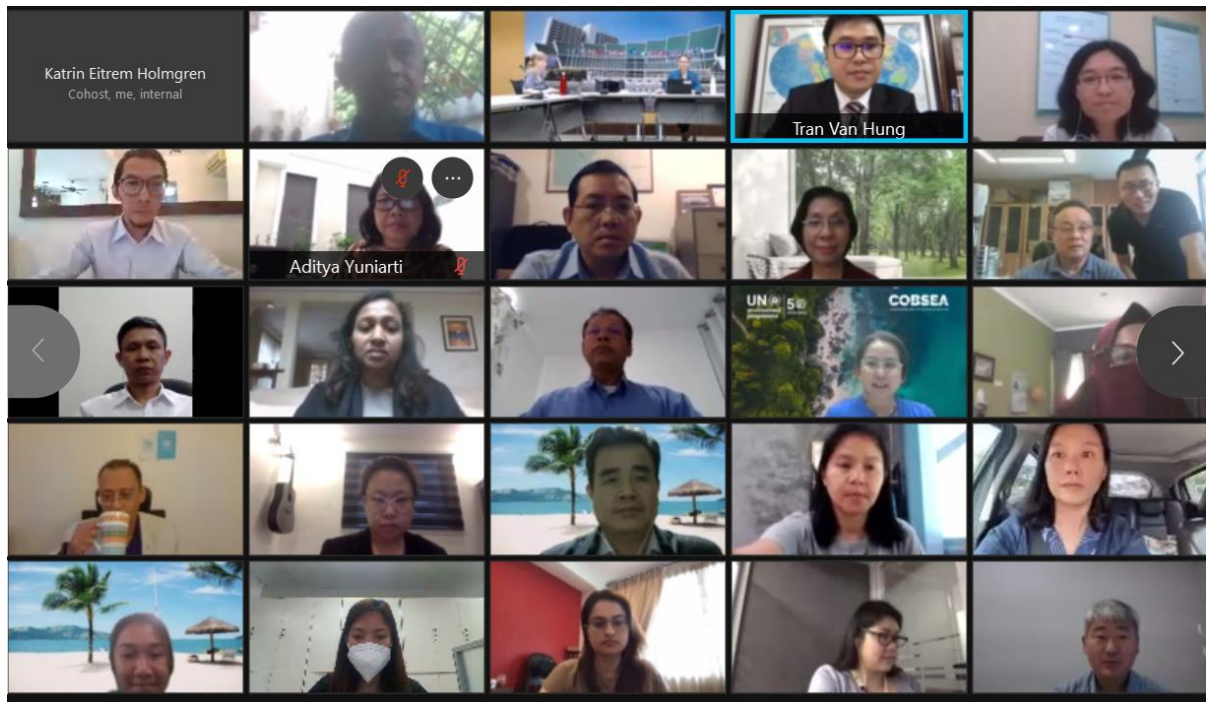 Katrin Eitrem Holmgren
Cohost, me, internal
Tran Van Hung
Aditya Yuniarti
UN
50
COBSEA